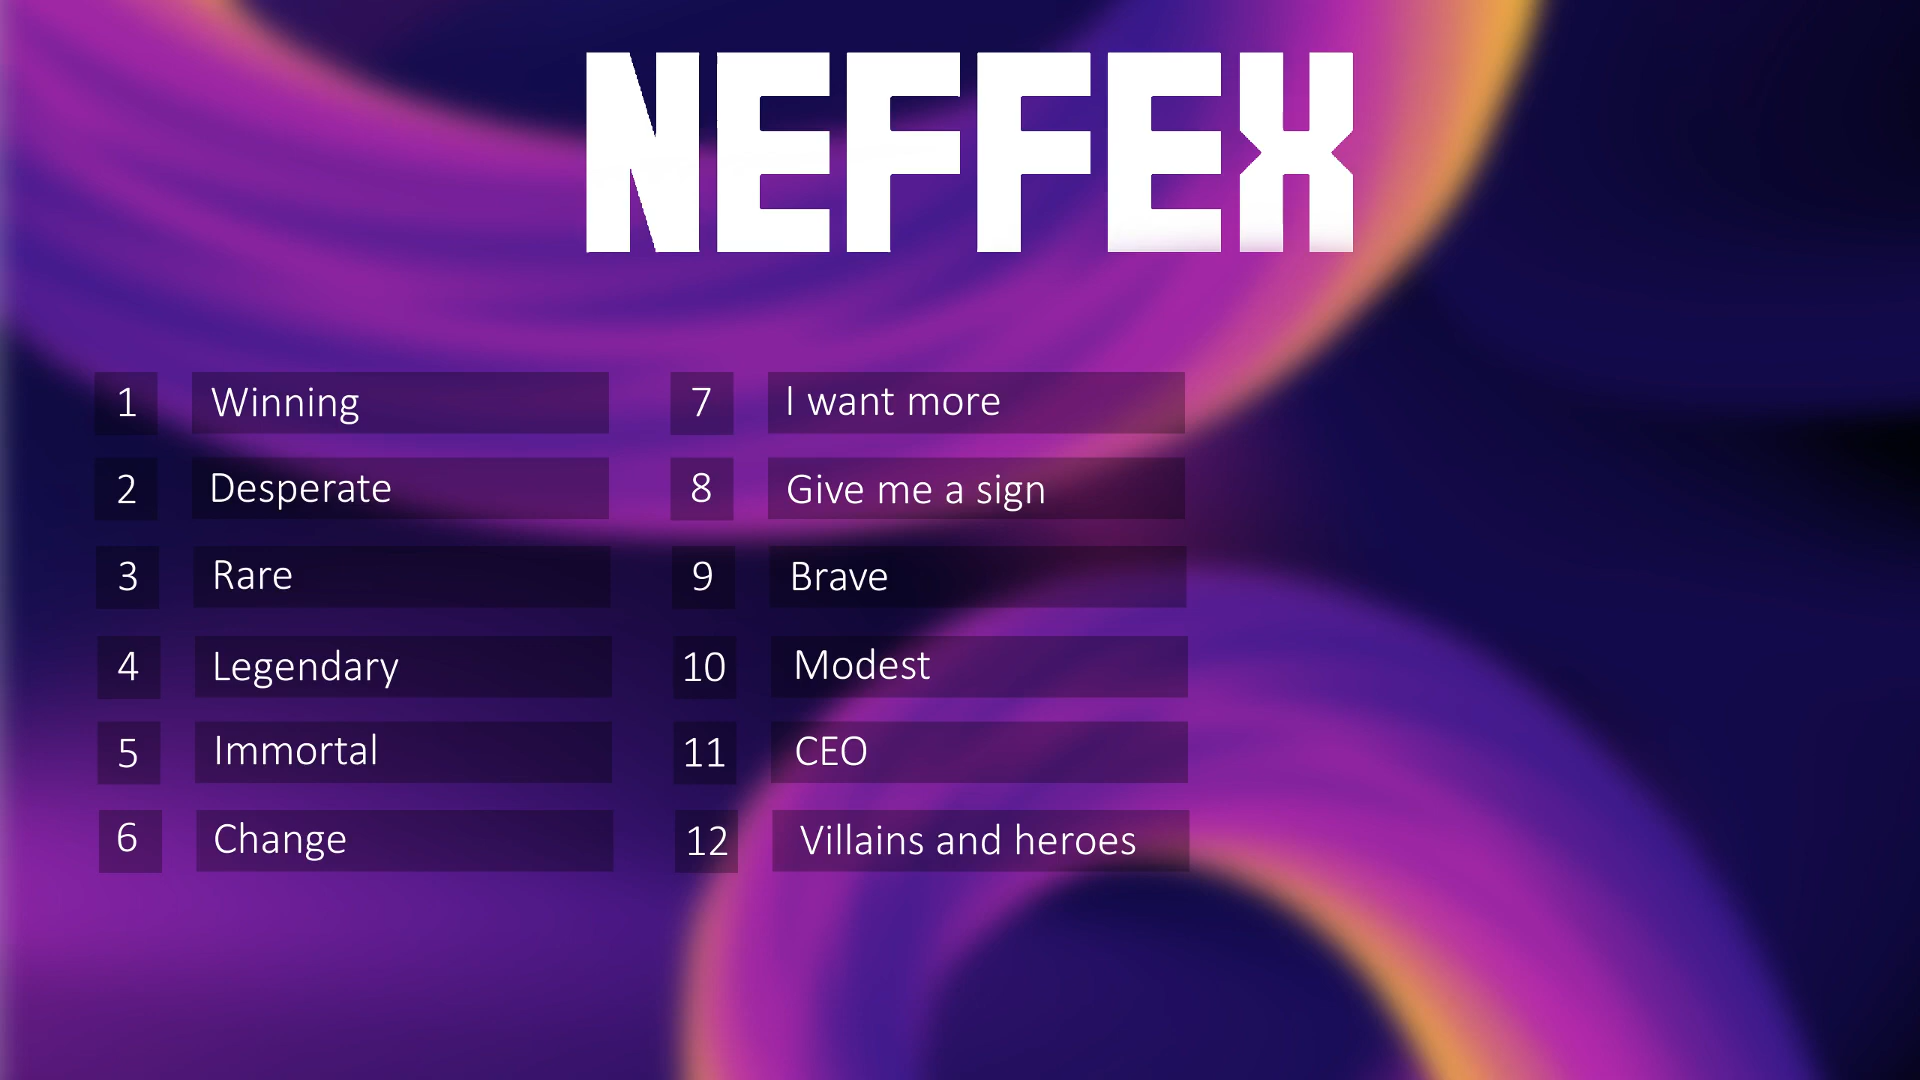 NEFFEX
1 Winning
2 Desperate
3 Rare
4 Legendary
5 Immortal
6 Change
7 I want more
8 Give me a sign
9 Brave
10 Modest
11 CEO
12 Villains and heroes